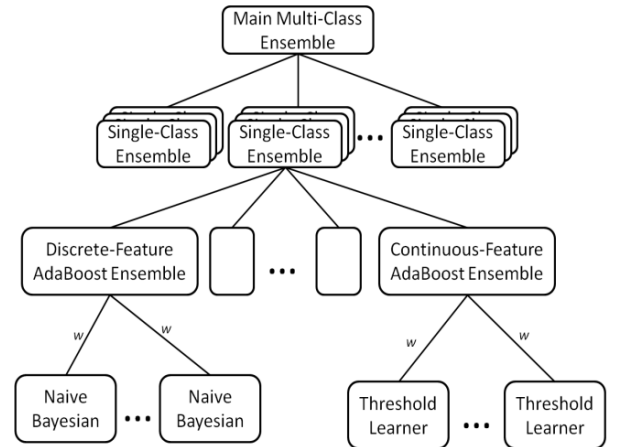 Main Multi-Class
Ensemble
Single-Class
Ensemble
Single-Class
Ensemble
...
Single-Class
Ensemble
Discrete-Feature
AdaBoost Ensemble
...
Continuous-Feature
AdaBoost Ensemble
w
w
w
w
Naive
Bayesian
...
Naive
Bayesian
Threshold
Learner
...
Threshold
Learner